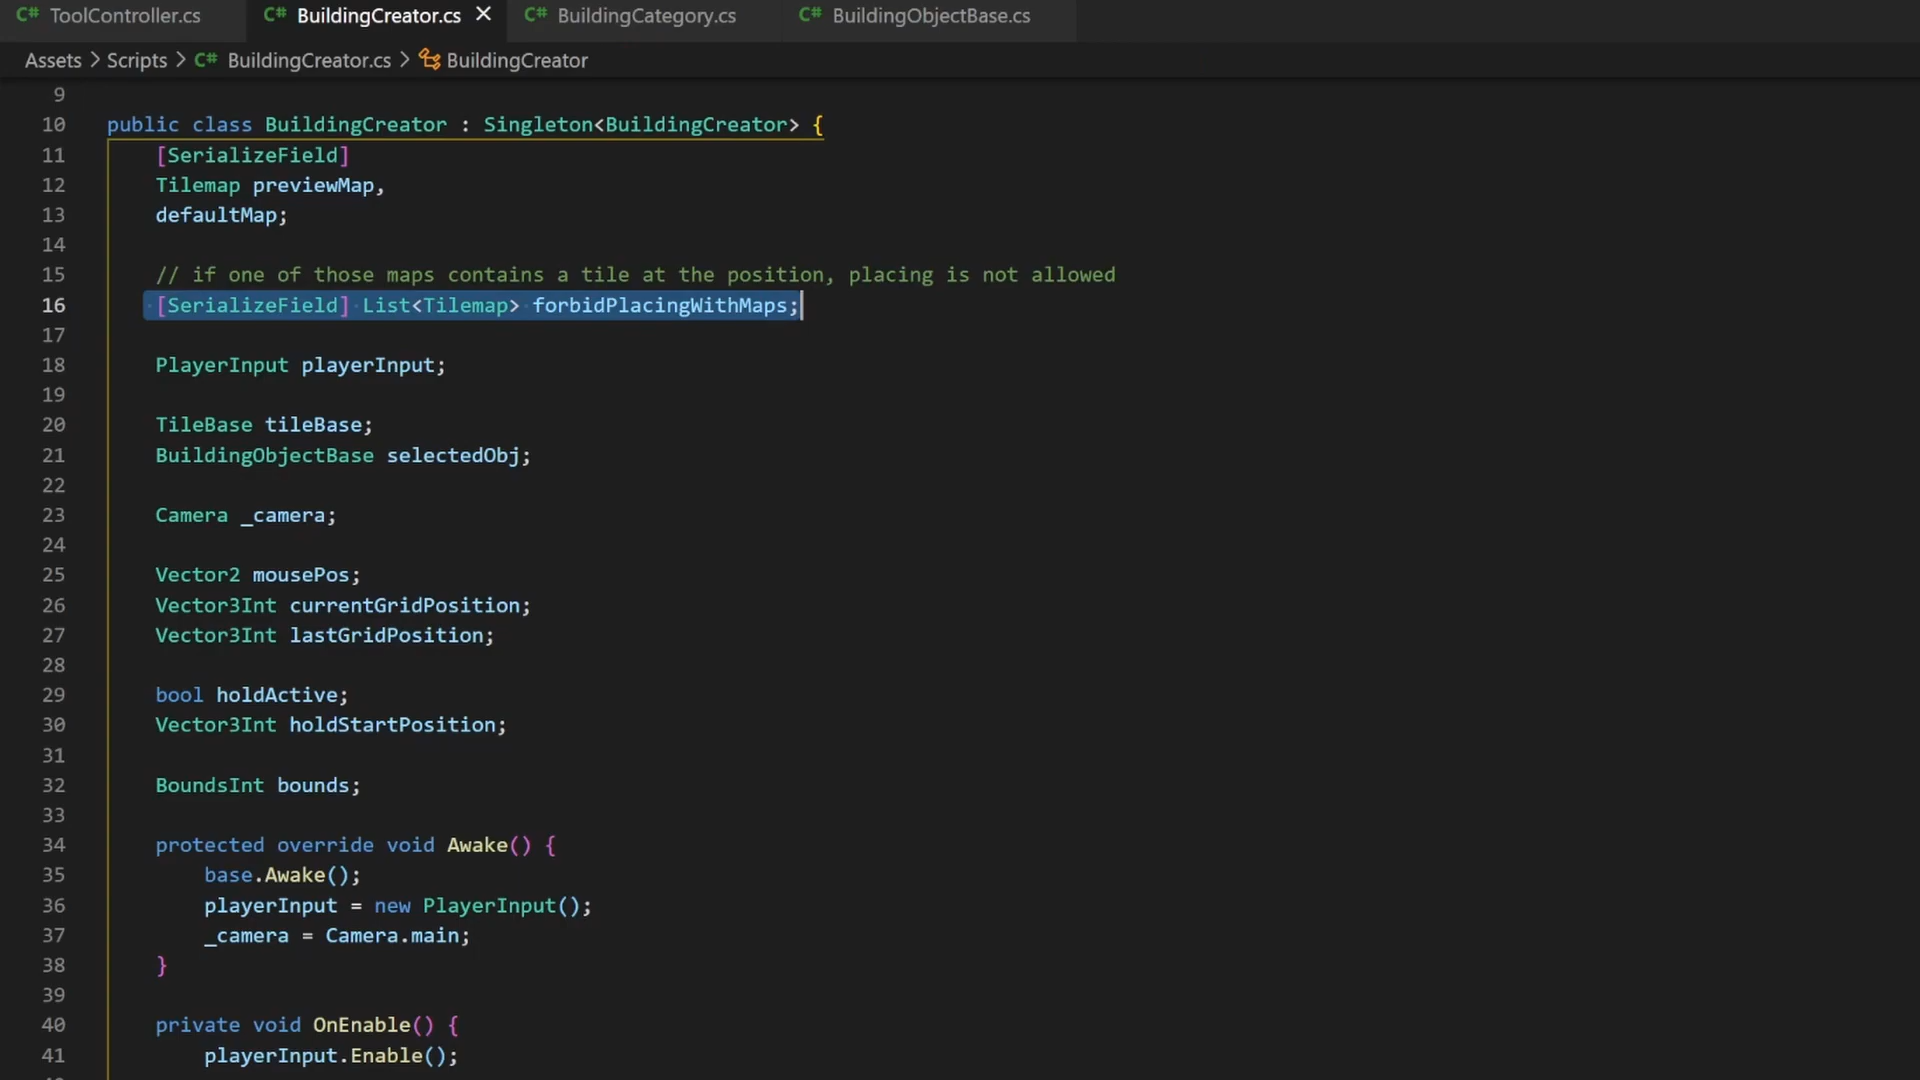 C# ToolController.cs C# BuildingCreator.cs × C# BuildingCategory.cs C# BuildingObjectBase.cs
Assets > Scripts > C# BuildingCreator.cs > BuildingCreator
9
10 public class BuildingCreator : Singleton<BuildingCreator> {
11 [SerializeField]
12 Tilemap previewMap,
13 defaultMap;
14
15 // if one of those maps contains a tile at the position, placing is not allowed
16 [SerializeField] List<Tilemap> forbidPlacingWithMaps;
17
18 PlayerInput playerInput;
19
20 TileBase tileBase;
21 BuildingObjectBase selectedObj;
22
23 Camera _camera;
24
25 Vector2 mousePos;
26 Vector3Int currentGridPosition;
27 Vector3Int lastGridPosition;
28
29 bool holdActive;
30 Vector3Int holdStartPosition;
31
32 BoundsInt bounds;
33
34 protected override void Awake() {
35 base.Awake();
36 playerInput = new PlayerInput();
37 _camera = Camera.main;
38 }
39
40 private void OnEnable() {
41 playerInput.Enable();